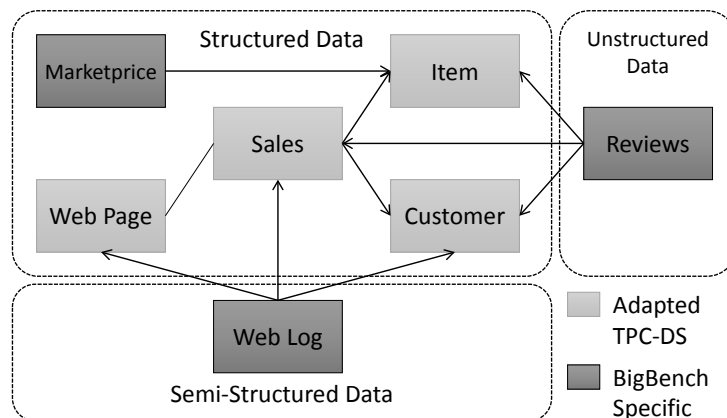 Structured Data
Unstructured
Data
Marketprice
Item
Sales
Reviews
Web Page
Customer
Web Log
Semi-Structured Data
Adapted
TPC-DS
BigBench
Specific